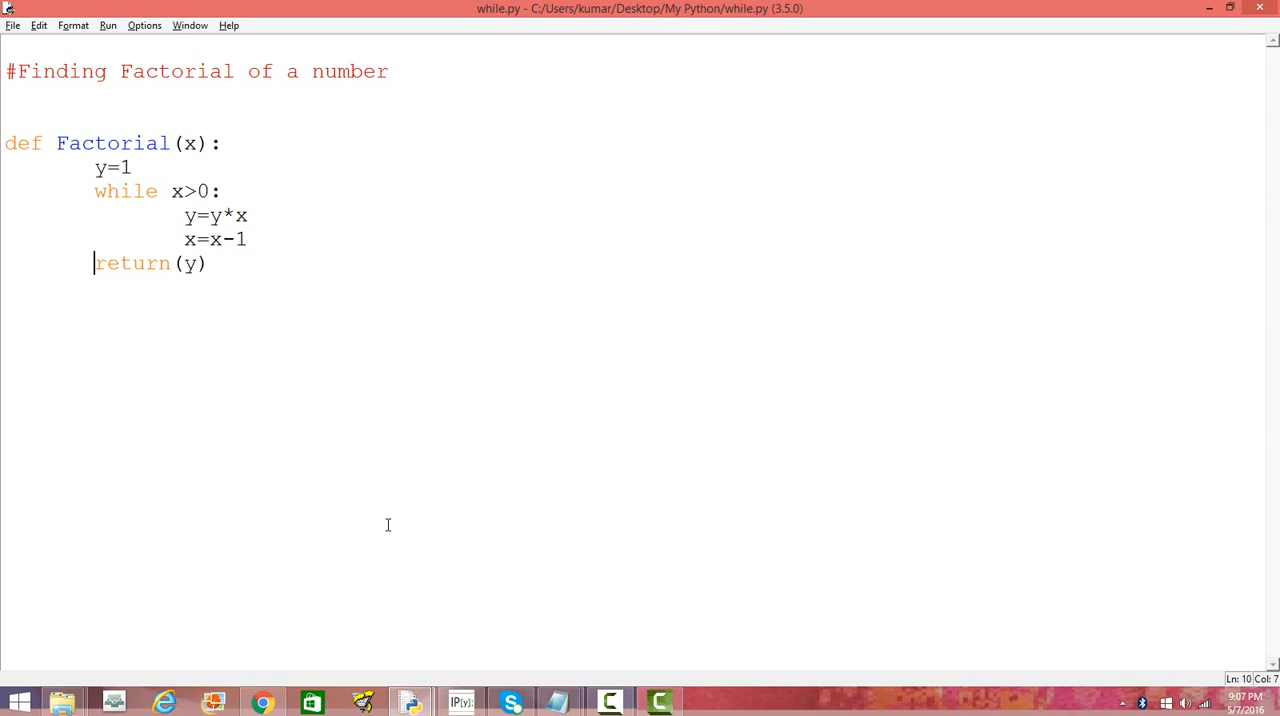 while.py - C:/Users/kumar/Desktop/My Python/while.py (3.5.0)
File Edit Format Run Options Window Help
#Finding Factorial of a number
def Factorial(x):
y=1
while x>0:
y=y*x
x=x-1
return(y)
Ln: 10 Col: 7
IP[y]:
9:07 PM
5/7/2016